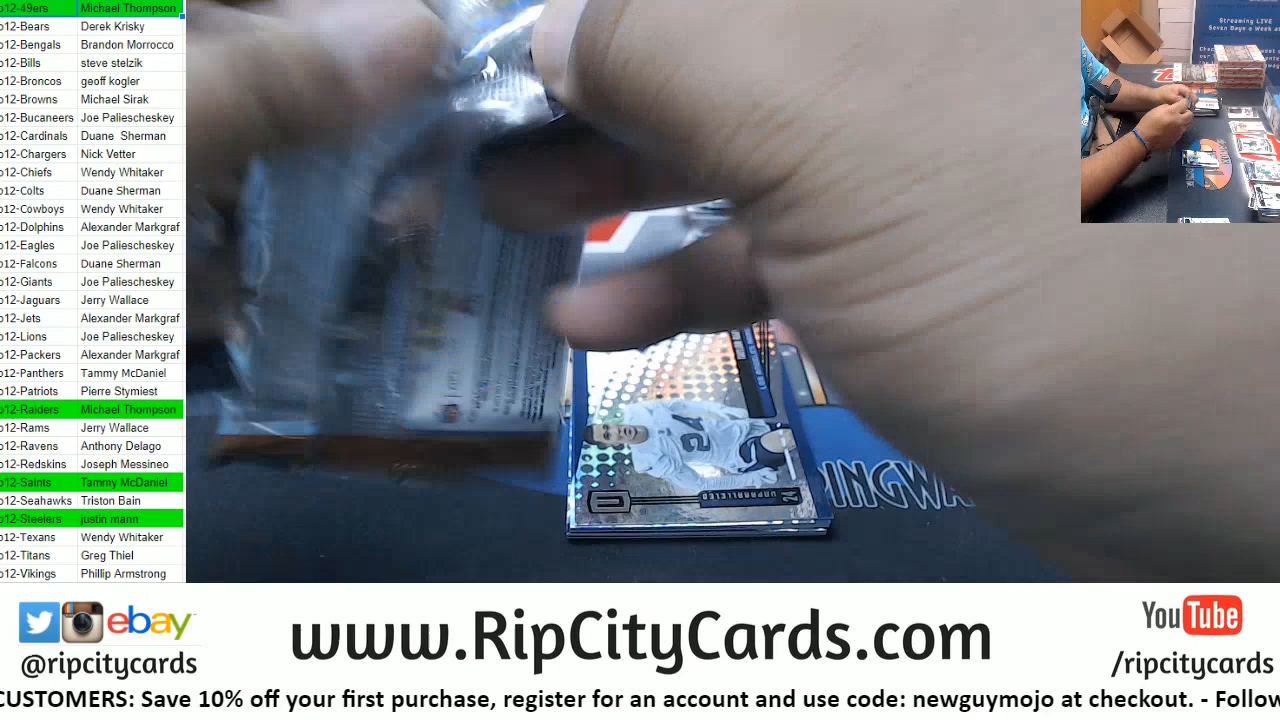 o12-49ers Michael Thompson
o12-Bears Derek Krisky
o12-Bengals Brandon Morrocco
o12-Bills steve stelzik
o12-Broncos geoff kogler
o12-Browns Michael Sirak
o12-Bucaneers Joe Paliescheskey
o12-Cardinals Duane Sherman
o12-Chargers Nick Vetter
o12-Chiefs Wendy Whitaker
o12-Colts Duane Sherman
o12-Cowboys Wendy Whitaker
o12-Dolphins Alexander Markgraf
o12-Eagles Joe Paliescheskey
o12-Falcons Duane Sherman
o12-Giants Joe Paliescheskey
o12-Jaguars Jerry Wallace
o12-Jets Alexander Markgraf
o12-Lions Joe Paliescheskey
o12-Packers Alexander Markgraf
o12-Panthers Tammy McDaniel
o12-Patriots Pierre Stymiest
o12-Raiders Michael Thompson
o12-Rams Jerry Wallace
o12-Ravens Anthony Delago
o12-Redskins Joseph Messineo
o12-Saints Tammy McDaniel
o12-Seahawks Triston Bain
o12-Steelers justin mann
o12-Texans Wendy Whitaker
o12-Titans Greg Thiel
o12-Vikings Phillip Armstrong
Streaming LIVE
Seven Days a Week
24
U UNPARALLELED 24
PINGWA
ebay
@ripcitycards
www.RipCityCards.com
YouTube
/ripcitycards
CUSTOMERS: Save 10% off your first purchase, register for an account and use code: newguymojo at checkout. - Follow